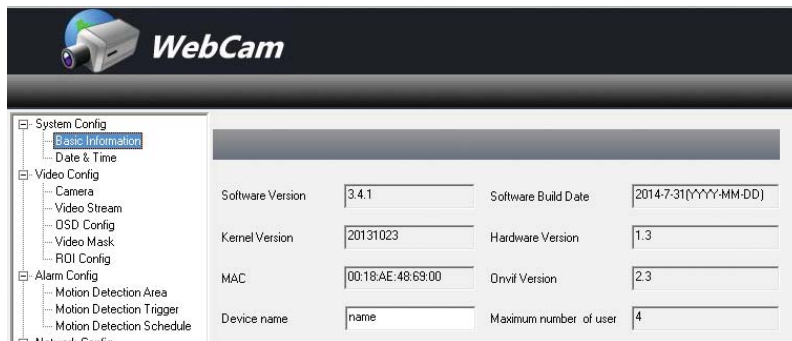 WebCam
System Config
Basic Information
Date & Time
Video Config
Camera
Video Stream
OSD Config
Video Mask
ROI Config
Alarm Config
Motion Detection Area
Motion Detection Trigger
Motion Detection Schedule
Network Config
Software Version 3.4.1 Software Build Date 2014-7-31(YYYY-MM-DD)
Kernel Version 20131023 Hardware Version 1.3
MAC 00:18:AE:48:69:00 Onvif Version 2.3
Device name name Maximum number of user 4